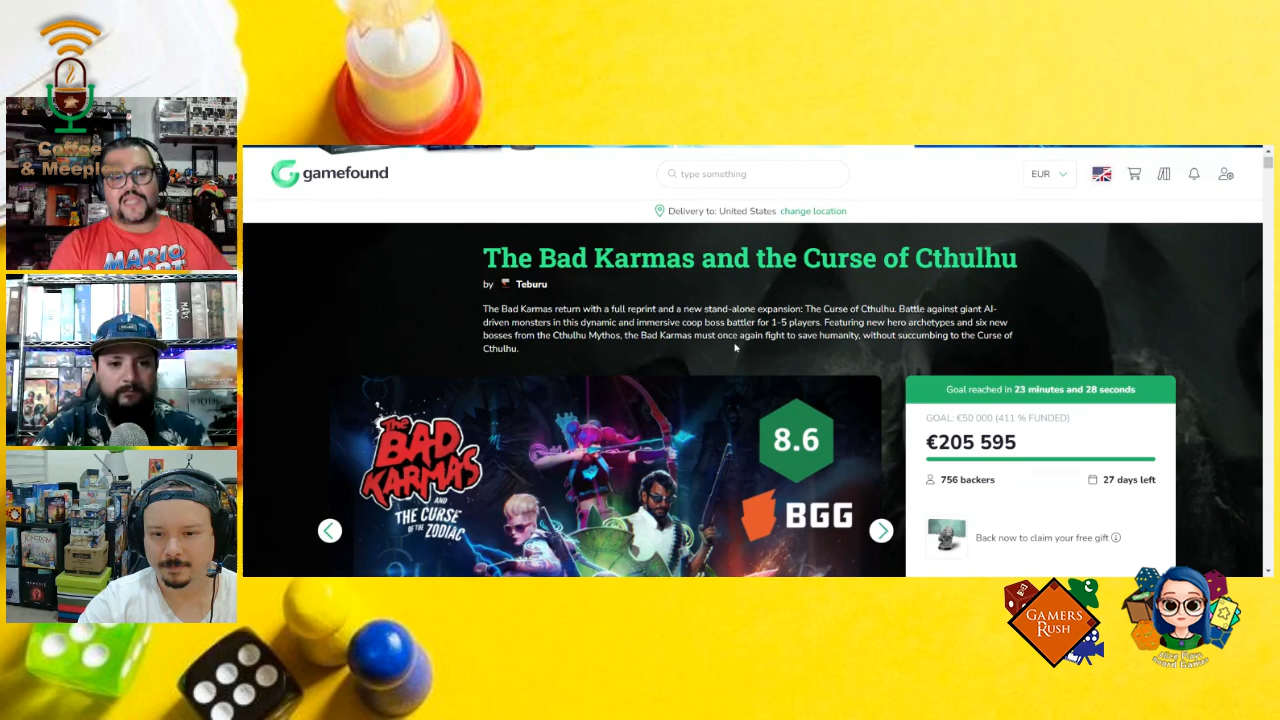 Coffee
& Meeples
MARIO
gamefound
type something
EUR
Delivery to: United States change location
The Bad Karmas and the Curse of Cthulhu
by Teburu
The Bad Karmas return with a full reprint and a new stand-alone expansion: The Curse of Cthulhu. Battle against giant AI-
driven monsters in this dynamic and immersive coop boss battler for 1-5 players. Featuring new hero archetypes and six new
bosses from the Cthulhu Mythos, the Bad Karmas must once again fight to save humanity, without succumbing to the Curse of
Cthulhu.
THE
BAD
KARMAS
AND
THE CURSE
OF THE ZODIAC
8.6
BGG
Goal reached in 23 minutes and 28 seconds
GOAL: €50 000 (411 % FUNDED)
€205 595
756 backers
27 days left
Back now to claim your free gift
GAMERS
RUSH
Board Games